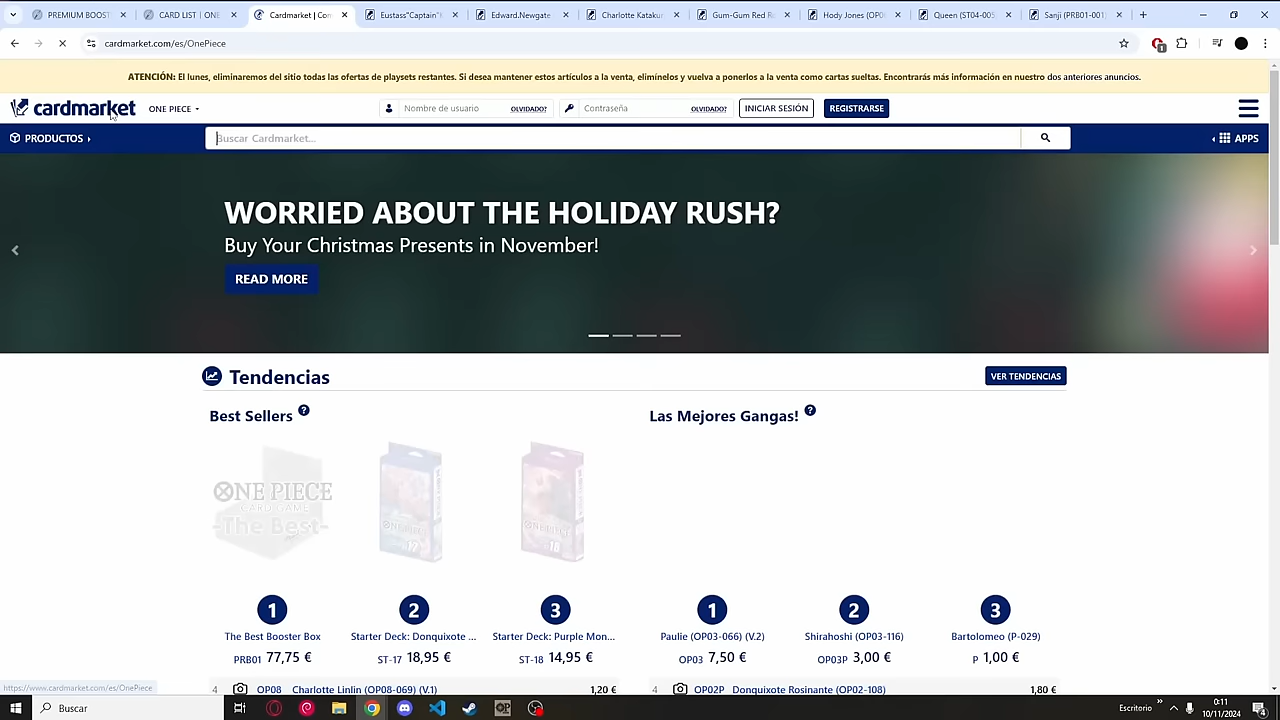 PREMIUM BOOST
CARD LIST | ONE
Cardmarket | Con
Eustass"Captain"
Edward.Newgate
Charlotte Kataku
Gum-Gum Red R
Hody Jones (OP0
Queen (ST04-005
Sanji (PRB01-001)
cardmarket.com/es/OnePiece
ATENCIÓN: El lunes, eliminaremos del sitio todas las ofertas de playsets restantes. Si desea mantener estos artículos a la venta, elimínelos y vuelva a ponerlos a la venta como cartas sueltas. Encontrarás más información en nuestro dos anteriores anuncios.
cardmarket ONE PIECE Nombre de usuario OLVIDADO? Contraseña OLVIDADO? INICIAR SESIÓN REGISTRARSE
PRODUCTOS Buscar Cardmarket... APPS
WORRIED ABOUT THE HOLIDAY RUSH?
Buy Your Christmas Presents in November!
READ MORE
Tendencias VER TENDENCIAS
Best Sellers ? Las Mejores Gangas! ?
ONE PIECE
CARD GAME
-The Best-
1 2 3 1 2 3
The Best Booster Box Starter Deck: Donquixote ... Starter Deck: Purple Mon... Paulie (OP03-066) (V.2) Shirahoshi (OP03-116) Bartolomeo (P-029)
PRB01 77,75 € ST-17 18,95 € ST-18 14,95 € OP03 7,50 € OP03P 3,00 € P 1,00 €
4 OP08 Charlotte Linlin (OP08-069) (V.1) 1,20 € 4 OP02P Donquixote Rosinante (OP02-108) 1,80 €
https://www.cardmarket.com/es/OnePiece
Buscar
Escritorio
0:11
10/11/2024